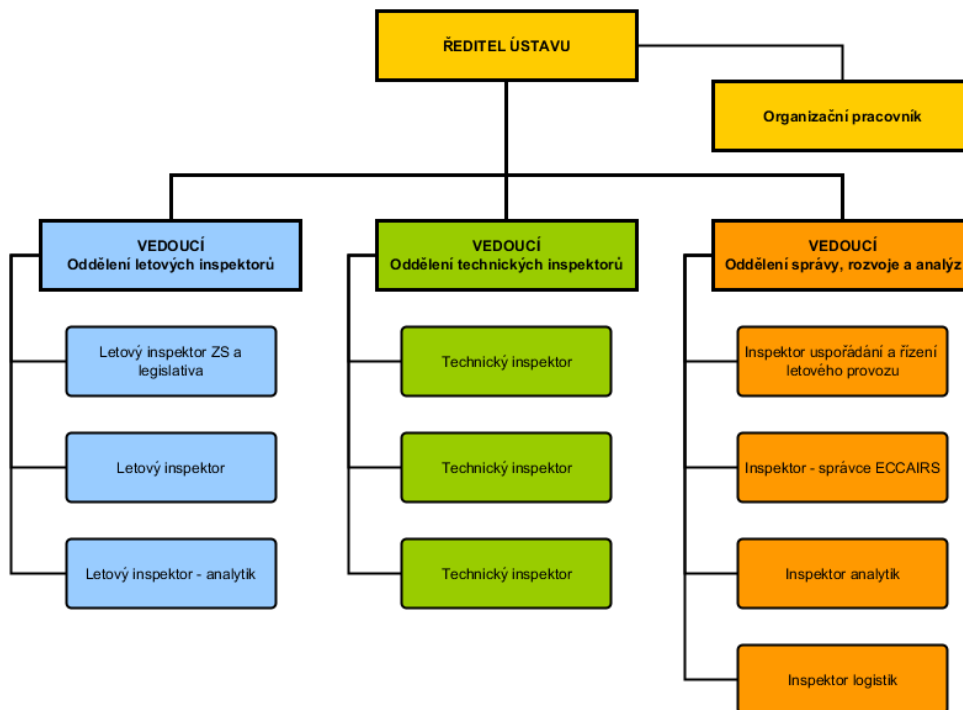 ŘEDITEL ÚSTAVU
Organizační pracovník
VEDOUCÍ
Oddělení letových inspektorů
VEDOUCÍ
Oddělení technických inspektorů
VEDOUCÍ
Oddělení správy, rozvoje a analýz
Letový inspektor ZS a
legislativa
Technický inspektor
Inspektor uspořádání a řízení
letového provozu
Letový inspektor
Technický inspektor
Inspektor - správce ECCAIRS
Letový inspektor - analytik
Technický inspektor
Inspektor analytik
Inspektor logistik